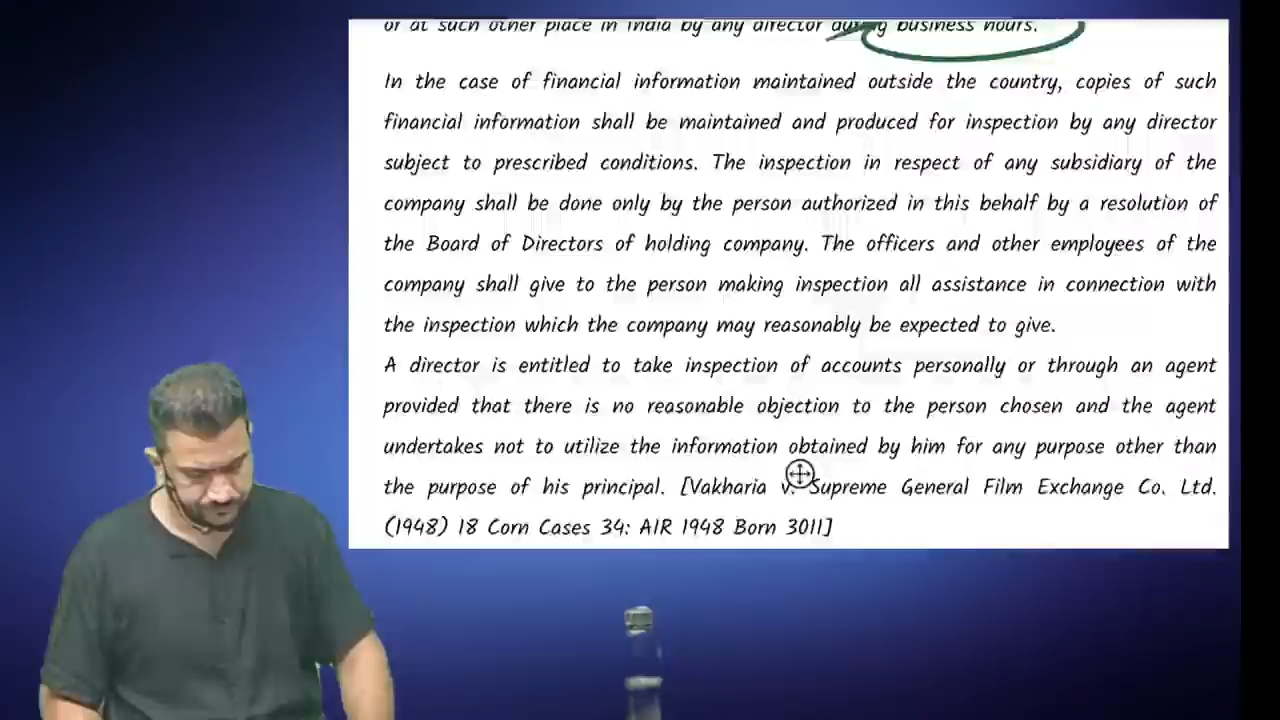 or at such other place in India by any director during business hours.
In the case of financial information maintained outside the country, copies of such
financial information shall be maintained and produced for inspection by any director
subject to prescribed conditions. The inspection in respect of any subsidiary of the
company shall be done only by the person authorized in this behalf by a resolution of
the Board of Directors of holding company. The officers and other employees of the
company shall give to the person making inspection all assistance in connection with
the inspection which the company may reasonably be expected to give.
A director is entitled to take inspection of accounts personally or through an agent
provided that there is no reasonable objection to the person chosen and the agent
undertakes not to utilize the information obtained by him for any purpose other than
the purpose of his principal. [Vakharia v. Supreme General Film Exchange Co. Ltd.
(1948) 18 Corn Cases 34: AIR 1948 Born 301I]